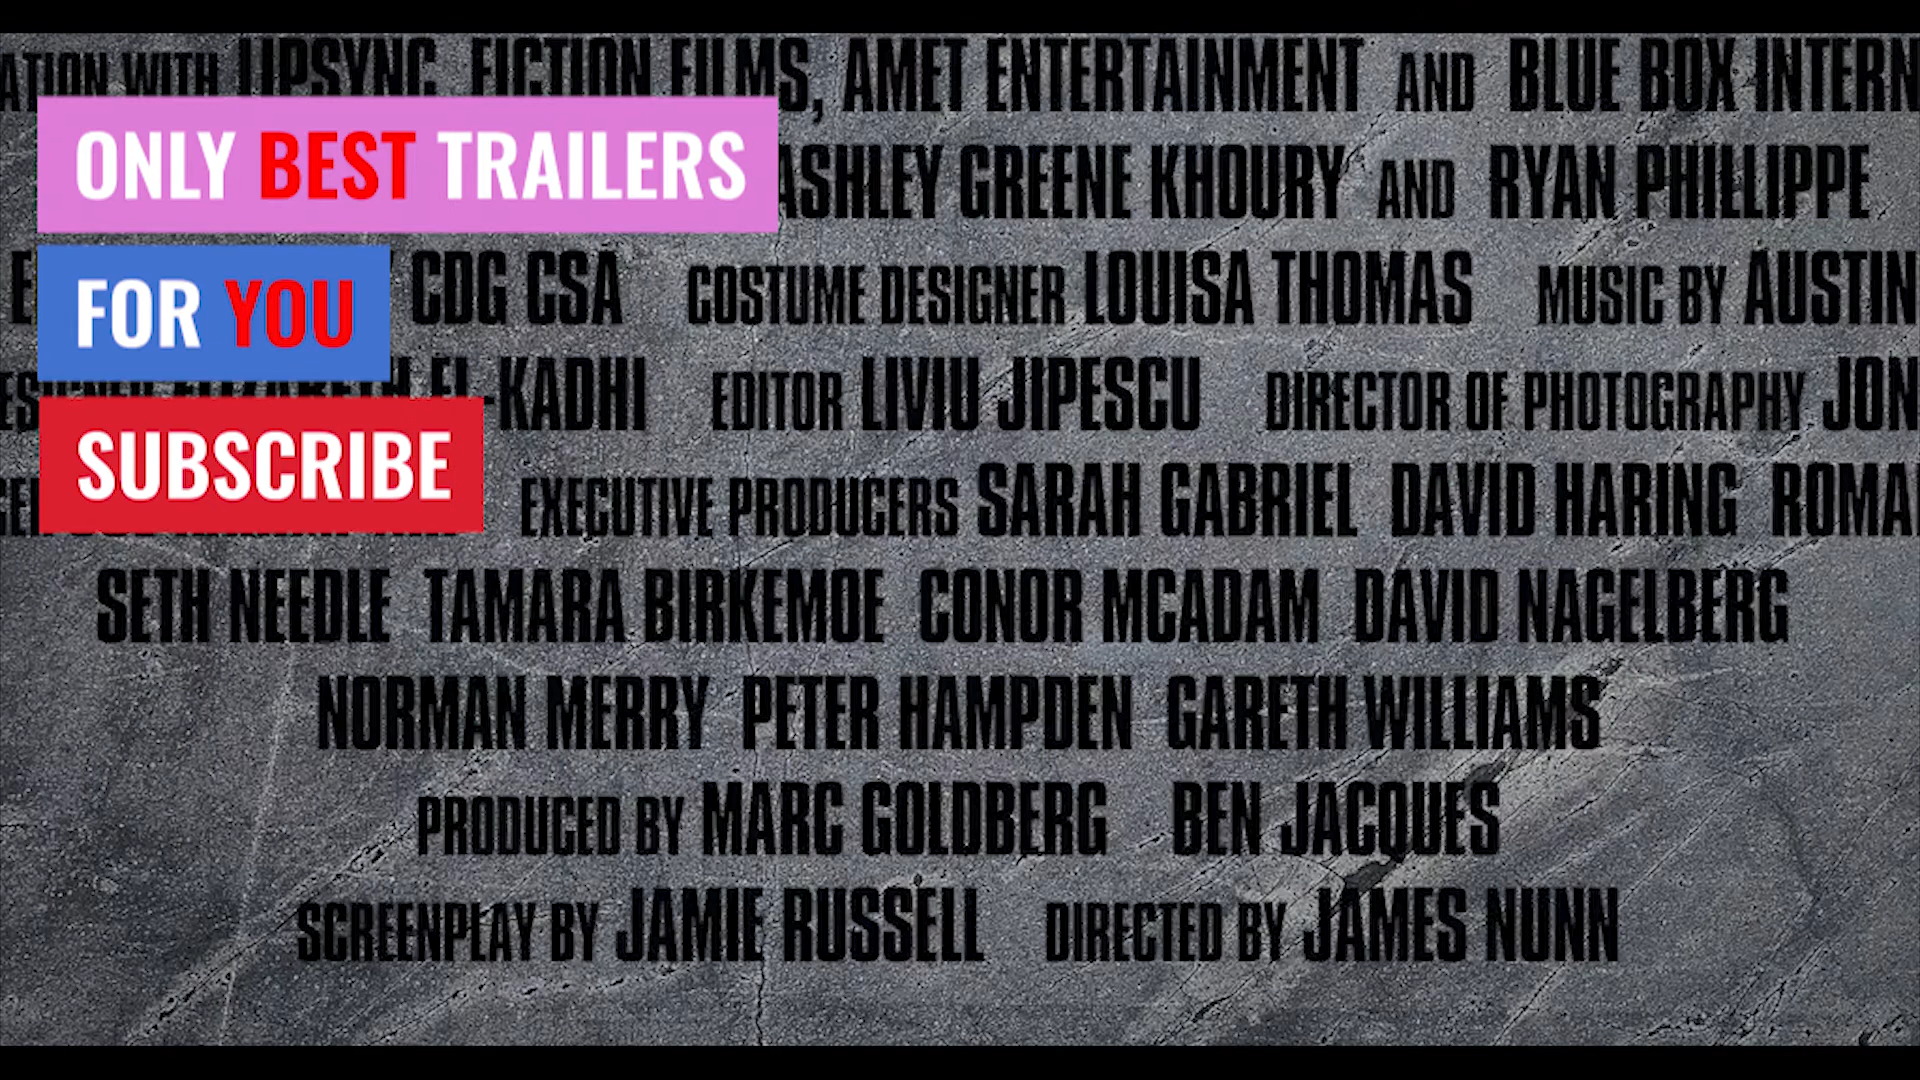 WITH UPSYNC, FICTION FILMS, AMET ENTERTAINMENT AND BLUE BOX
ONLY BEST TRAILERS
ASHLEY GREENE KHOURY AND RYAN PHILLIPPE
FOR YOU
CDG CSA COSTUME DESIGNER LOUISA THOMAS MUSIC BY AUSTIN
EL-KADHI EDITOR LIVIU JIPESCU DIRECTOR OF PHOTOGRAPHY JON
SUBSCRIBE
EXECUTIVE PRODUCERS SARAH GABRIEL DAVID HARING
SETH NEEDLE TAMARA BIRKEMOE CONOR MCADAM DAVID NAGELBERG
NORMAN MERRY PETER HAMPDEN GARETH WILLIAMS
PRODUCED BY MARC GOLDBERG BEN JACQUES
SCREENPLAY BY JAMIE RUSSELL DIRECTED BY JAMES NUNN